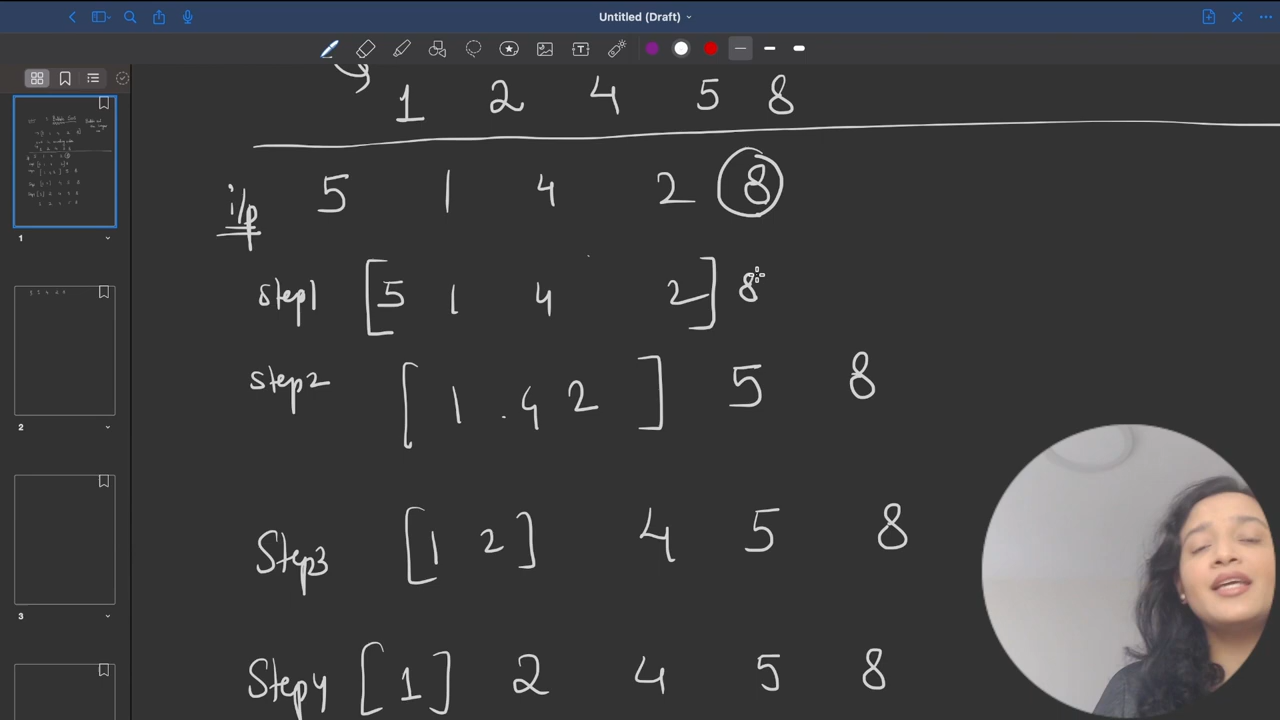 Untitled (Draft)
1 2 4 5 8
i/p 5 1 4 2 8
Step1 [5 1 4 2] 8
Step2 [1 . 4 2] 5 8
Step3 [1 2] 4 5 8
Step4 [1] 2 4 5 8
1
2
3